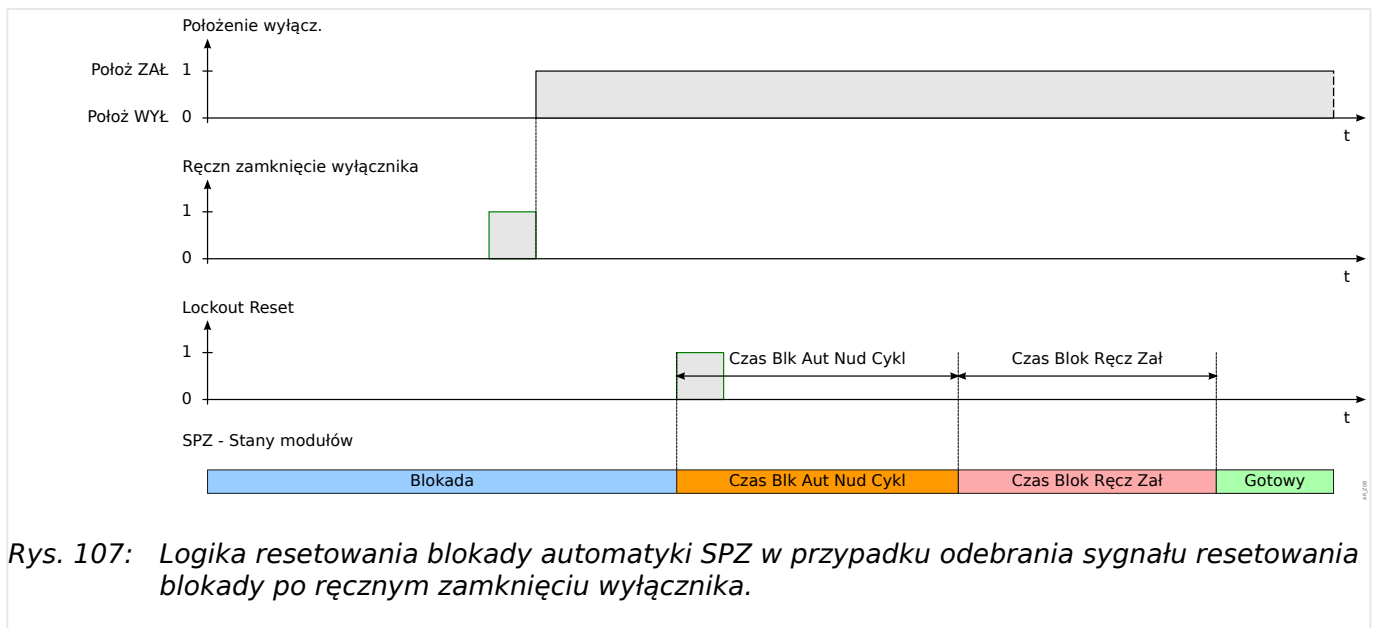 Położenie wyłącz.
Położ ZAŁ 1
Położ WYŁ 0
t
Ręczn zamknięcie wyłącznika
1
0
t
Lockout Reset
1 Czas Blk Aut Nud Cykl Czas Blok Ręcz Zał
0
t
SPZ - Stany modułów
Blokada Czas Blk Aut Nud Cykl Czas Blok Ręcz Zał Gotowy
Rys. 107: Logika resetowania blokady automatyki SPZ w przypadku odebrania sygnału resetowania
blokady po ręcznym zamknięciu wyłącznika.